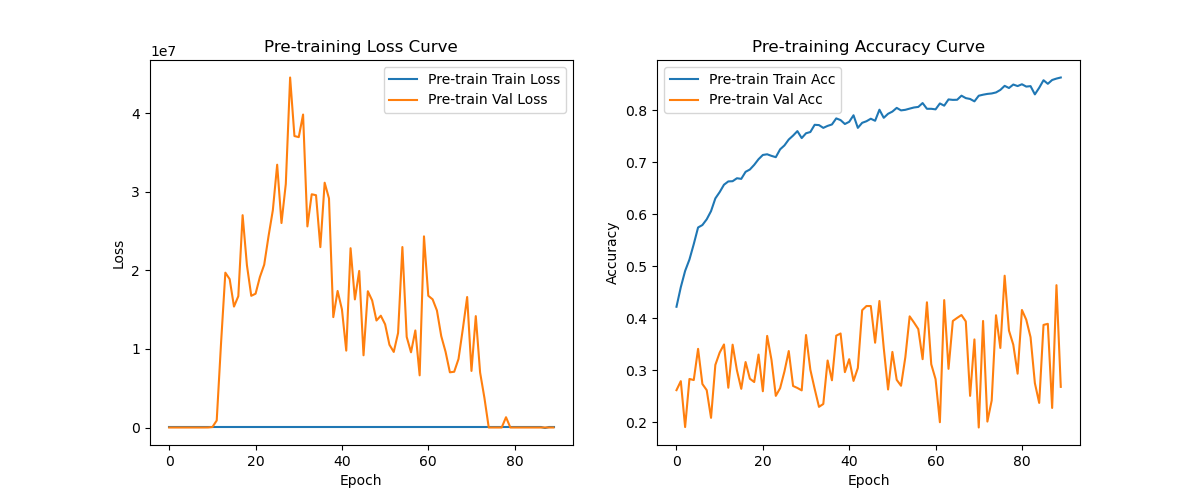 Pre-training Loss Curve
1e7
Pre-train Train Loss
Pre-train Val Loss
4
3
2
1
0
Loss
0 20 40 60 80
Epoch
Pre-training Accuracy Curve
Pre-train Train Acc
Pre-train Val Acc
0.8
0.7
0.6
0.5
0.4
0.3
0.2
Accuracy
0 20 40 60 80
Epoch